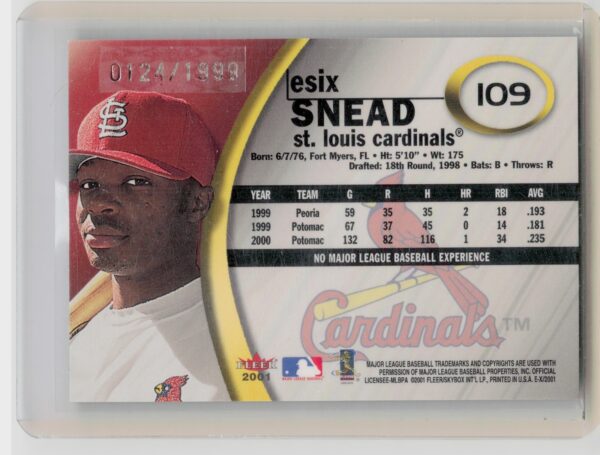 0124/1999
esix
SNEAD
st. louis cardinals®
109
Born: 6/7/76, Fort Myers, FL • Ht: 5'10" • Wt: 175
Drafted: 18th Round, 1998 • Bats: B • Throws: R
YEAR TEAM G R H HR RBI AVG
1999 Peoria 59 35 35 2 18 .193
1999 Potomac 67 37 45 0 14 .181
2000 Potomac 132 82 116 1 34 .235
NO MAJOR LEAGUE BASEBALL EXPERIENCE
Cardinals TM
FLEER
2001
MAJOR LEAGUE BASEBALL TRADEMARKS AND COPYRIGHTS ARE USED WITH
PERMISSION OF MAJOR LEAGUE BASEBALL PROPERTIES, INC. OFFICIAL
LICENSEE-MLBPA ©2001 FLEER/SKYBOX INT'L LP., PRINTED IN U.S.A. E-X/2001